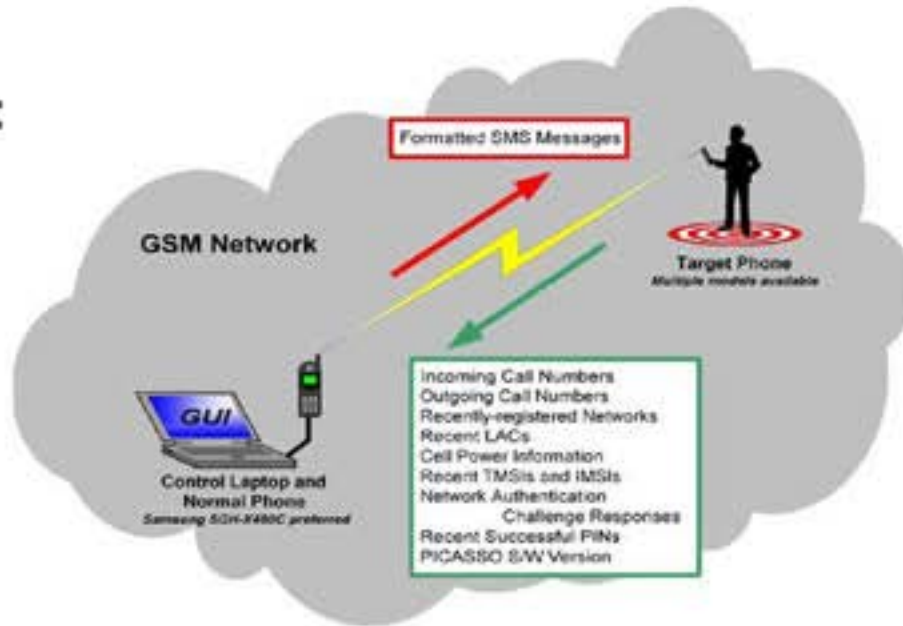 :
Formatted SMS Messages
GSM Network
Target Phone
Multiple models available
Incoming Call Numbers
Outgoing Call Numbers
Recently-registered Networks
Recent LACs
Cell Power Information
Recent TMSIs and IMSIs
Network Authentication
Challenge Responses
Recent Successful PINs
PICASSO S/W Version
GUI
Control Laptop and
Normal Phone
Samsung SGH-X480C preferred